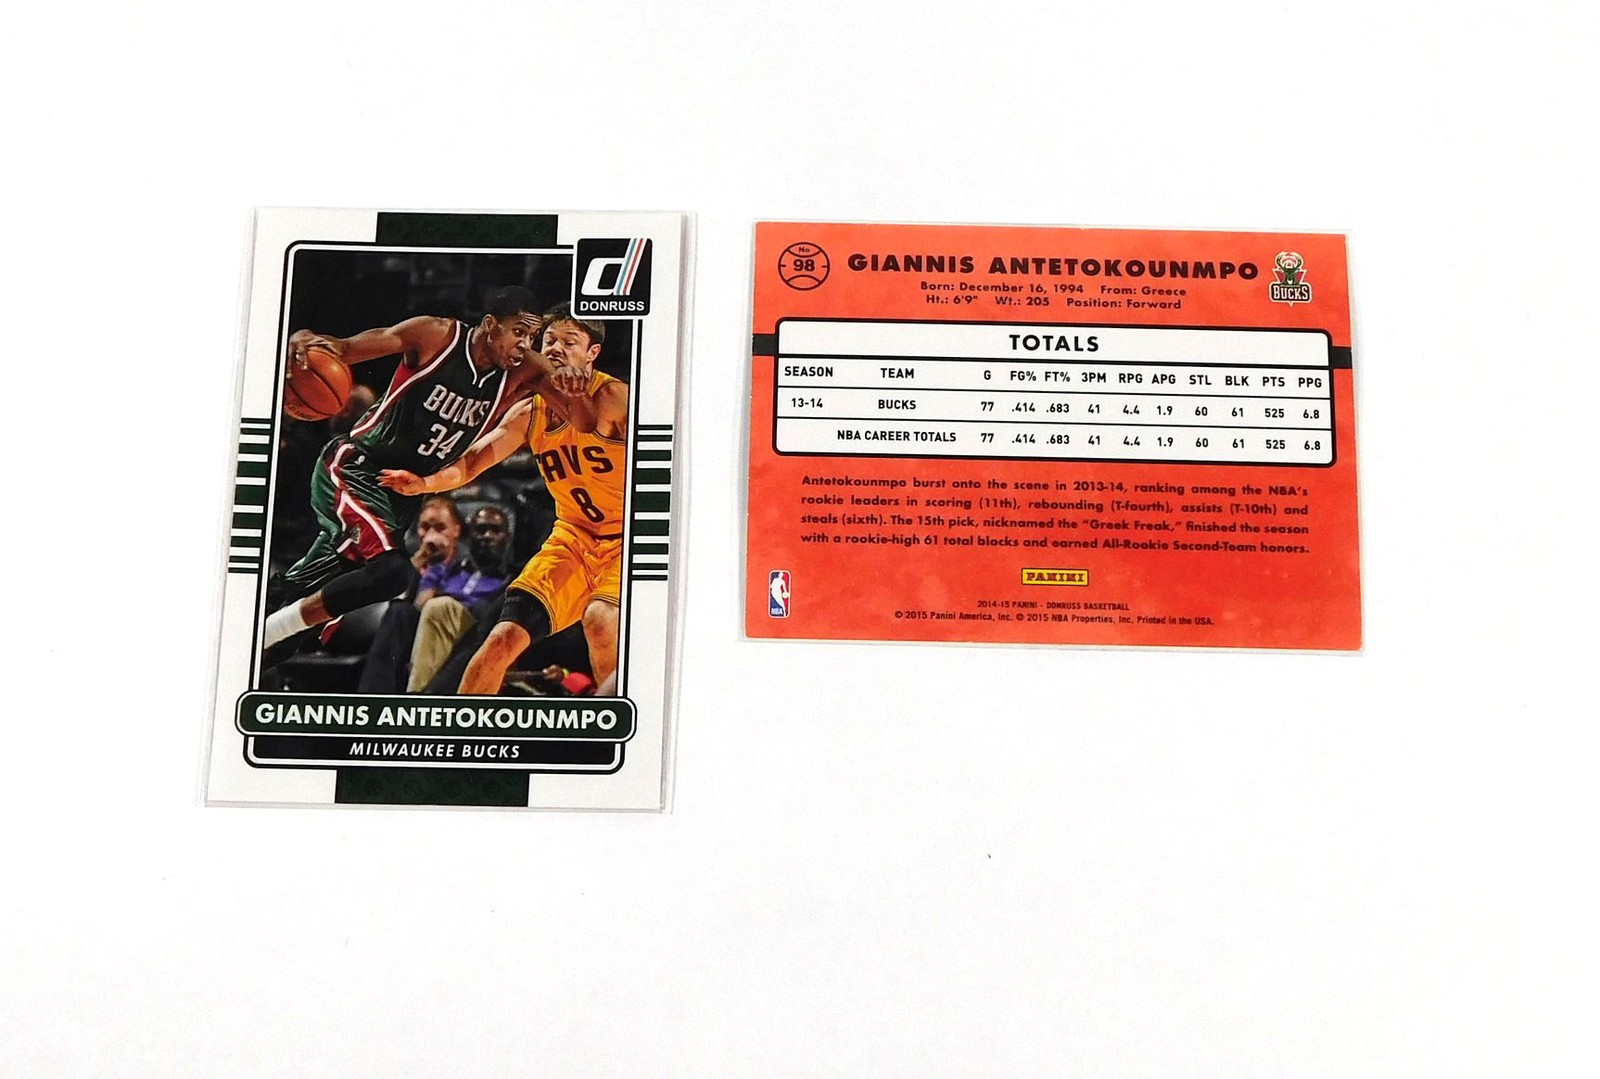 DONRUSS
BUCKS
34
CAVS
8
GIANNIS ANTETOKOUNMPO
MILWAUKEE BUCKS
No
98
GIANNIS ANTETOKOUNMPO
Born: December 16, 1994 From: Greece
Ht.: 6'9" Wt.: 205 Position: Forward
BUCKS
TOTALS
SEASON TEAM G FG% FT% 3PM RPG APG STL BLK PTS PPG
13-14 BUCKS 77 .414 .683 41 4.4 1.9 60 61 525 6.8
NBA CAREER TOTALS 77 .414 .683 41 4.4 1.9 60 61 525 6.8
Antetokounmpo burst onto the scene in 2013-14, ranking among the NBA's
rookie leaders in scoring (11th), rebounding (T-fourth), assists (T-10th) and
steals (sixth). The 15th pick, nicknamed the "Greek Freak," finished the season
with a rookie-high 61 total blocks and earned All-Rookie Second-Team honors.
PANINI
NBA
2014-15 PANINI - DONRUSS BASKETBALL
© 2015 Panini America, Inc. © 2015 NBA Properties, Inc. Printed in the USA.